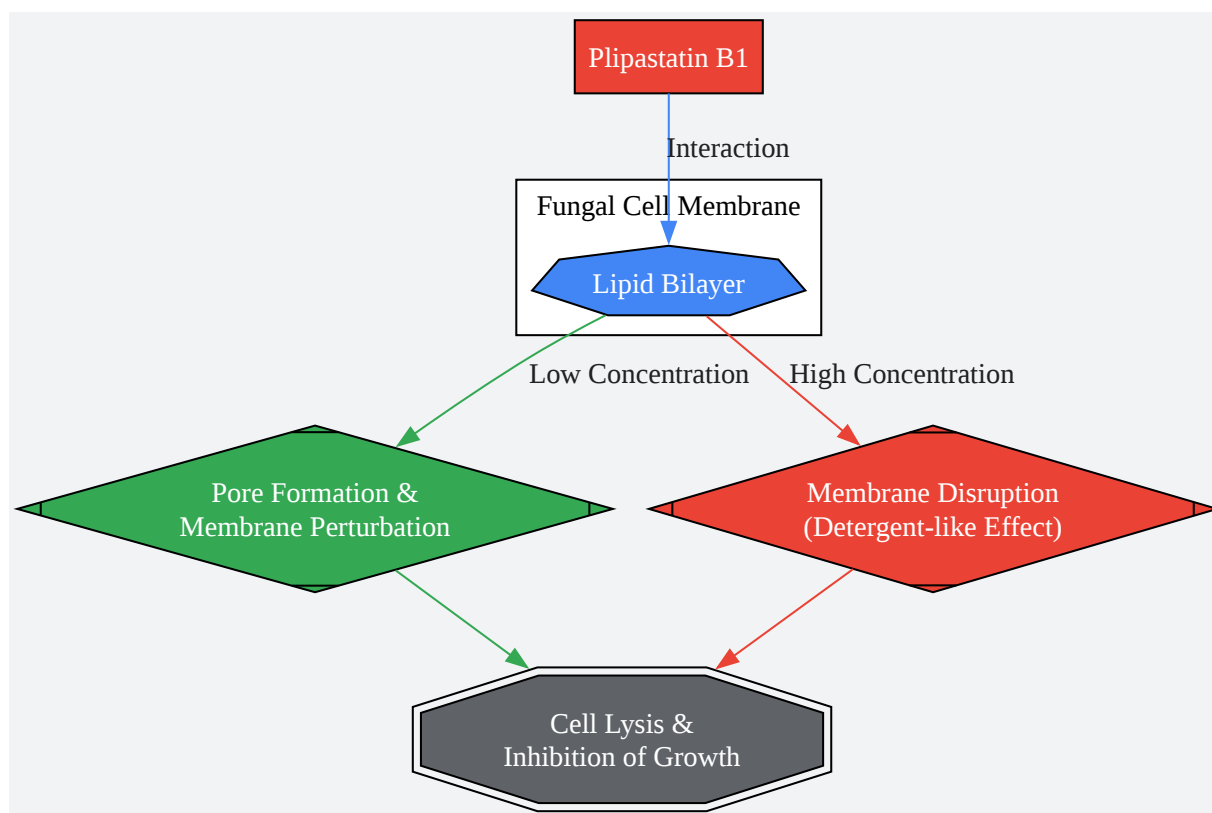 Plipastatin B1
Interaction
Fungal Cell Membrane
Lipid Bilayer
Low Concentration
High Concentration
Pore Formation &
Membrane Perturbation
Membrane Disruption
(Detergent-like Effect)
Cell Lysis &
Inhibition of Growth